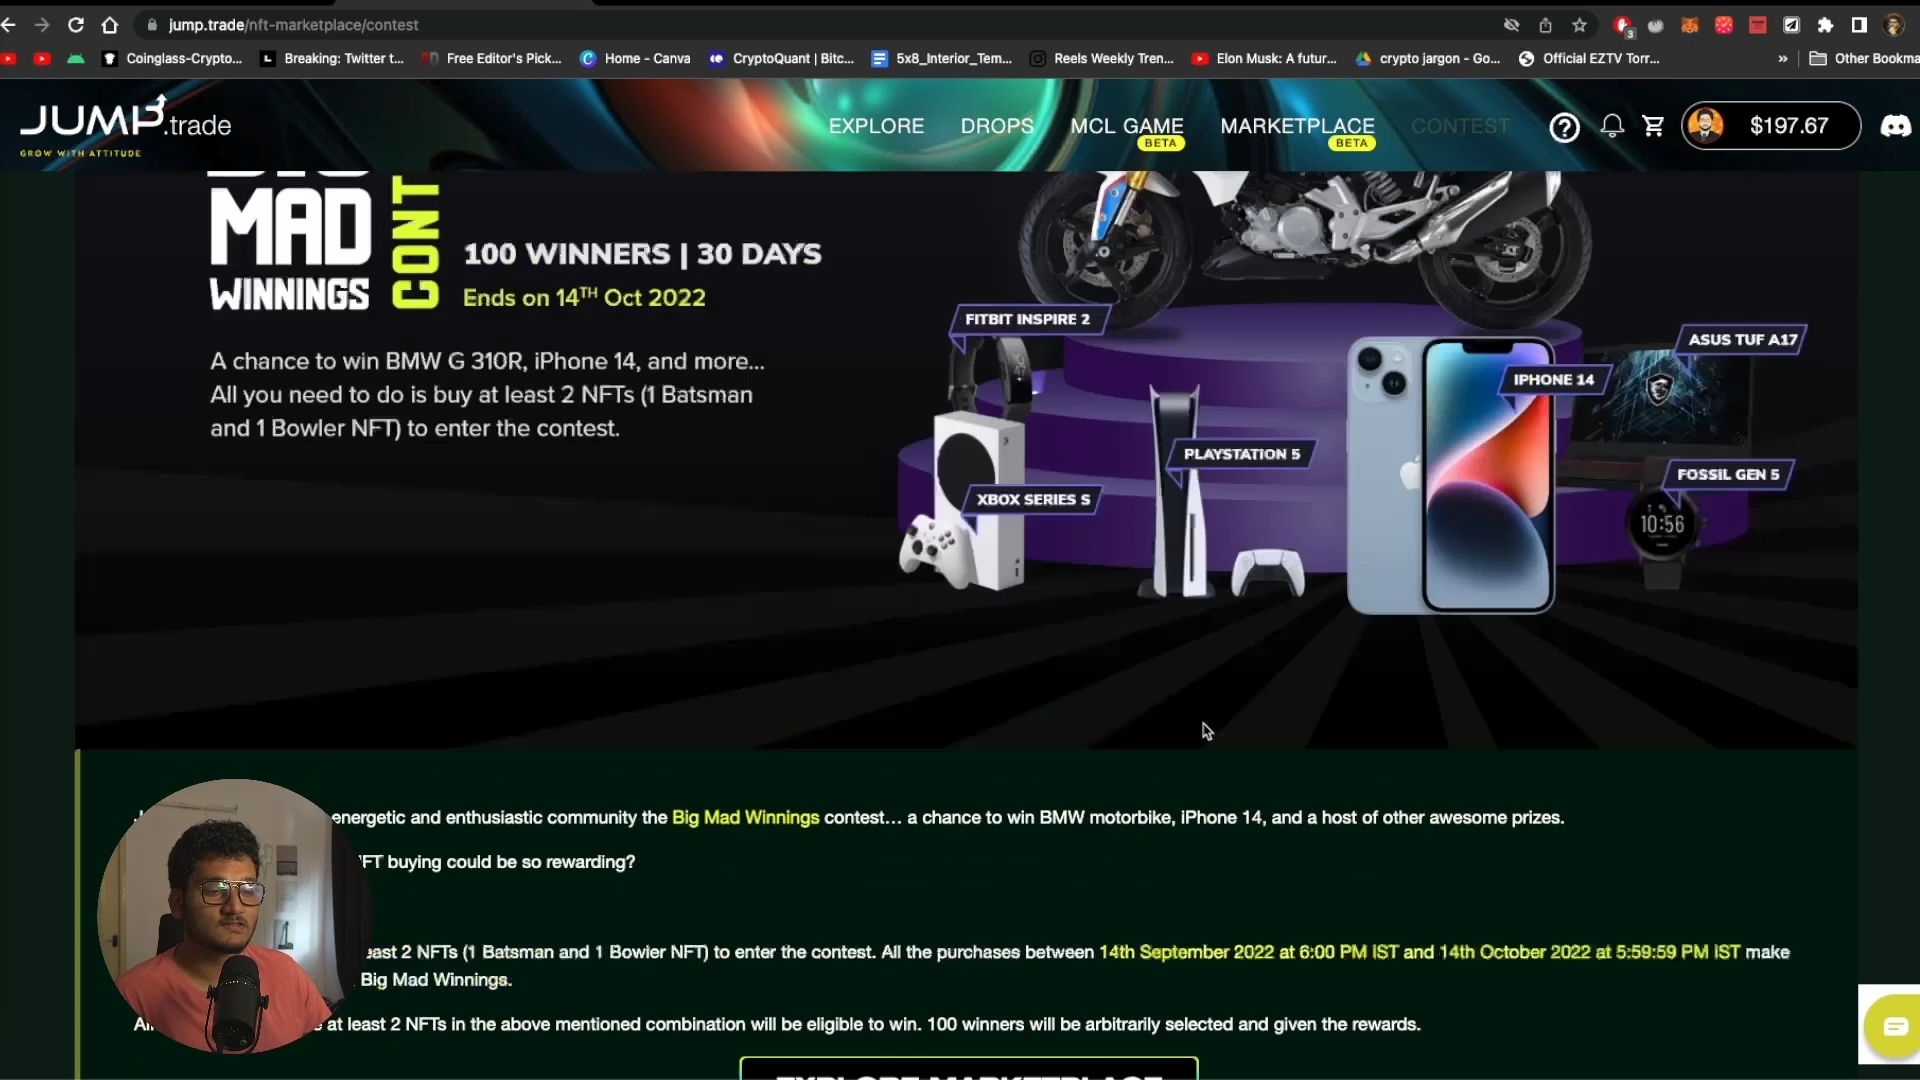 jump.trade/nft-marketplace/contest
3
Coinglass-Crypto...
Breaking: Twitter t...
Free Editor's Pick...
Home - Canva
CryptoQuant | Bitc...
5x8_Interior_Tem...
Reels Weekly Tren...
Elon Musk: A futur...
crypto jargon - Go...
Official EZTV Torr...
»
Other Bookma
JUMP.trade
GROW WITH ATTITUDE
EXPLORE
DROPS
MCL GAME
BETA
MARKETPLACE
BETA
CONTEST
$197.67
MAD
WINNINGS
CONT
100 WINNERS | 30 DAYS
Ends on 14TH Oct 2022
A chance to win BMW G 310R, iPhone 14, and more...
All you need to do is buy at least 2 NFTs (1 Batsman
and 1 Bowler NFT) to enter the contest.
FITBIT INSPIRE 2
ASUS TUF A17
IPHONE 14
PLAYSTATION 5
FOSSIL GEN 5
XBOX SERIES S
10:56
energetic and enthusiastic community the Big Mad Winnings contest... a chance to win BMW motorbike, iPhone 14, and a host of other awesome prizes.
NFT buying could be so rewarding?
least 2 NFTs (1 Batsman and 1 Bowler NFT) to enter the contest. All the purchases between 14th September 2022 at 6:00 PM IST and 14th October 2022 at 5:59:59 PM IST make
Big Mad Winnings.
at least 2 NFTs in the above mentioned combination will be eligible to win. 100 winners will be arbitrarily selected and given the rewards.
EXPLORE MARKETPLACE